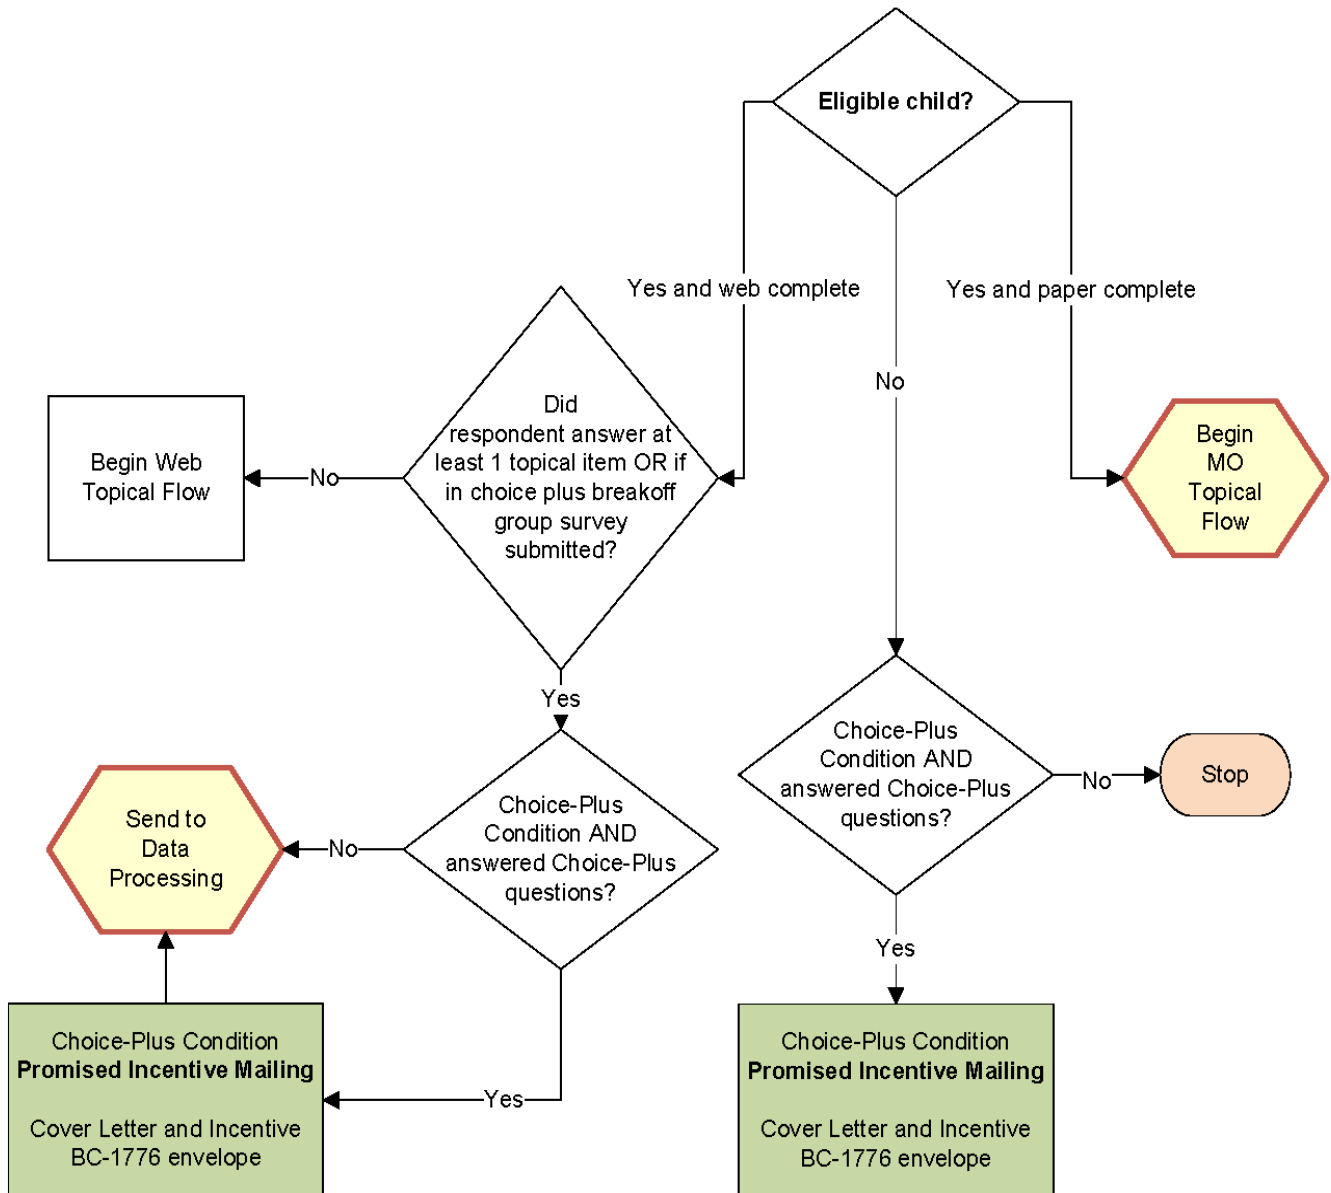 Eligible child?
Yes and web complete
Yes and paper complete
No
Did
respondent answer at
least 1 topical item OR if
in choice plus breakoff
group survey
submitted?
No
Begin Web
Topical Flow
Begin
MO
Topical
Flow
Yes
Choice-Plus
Condition AND
answered Choice-Plus
questions?
No
Stop
Choice-Plus
Condition AND
answered Choice-Plus
questions?
No
Send to
Data
Processing
Yes
Yes
Choice-Plus Condition
Promised Incentive Mailing
Cover Letter and Incentive
BC-1776 envelope
Choice-Plus Condition
Promised Incentive Mailing
Cover Letter and Incentive
BC-1776 envelope